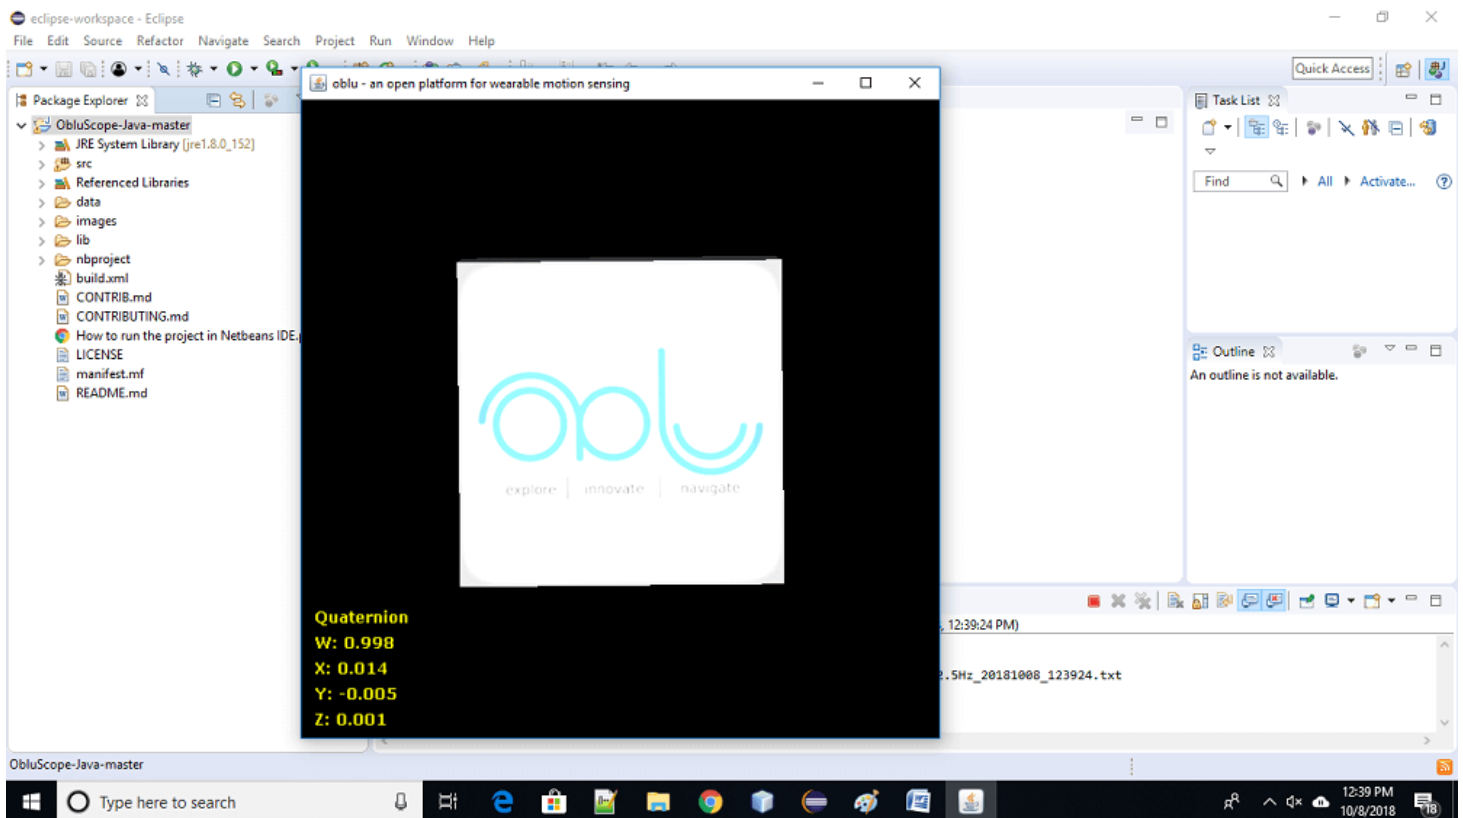 eclipse-workspace - Eclipse
File Edit Source Refactor Navigate Search Project Run Window Help
Quick Access
Package Explorer
oblu - an open platform for wearable motion sensing
Task List
ObluScope-Java-master
JRE System Library [jre1.8.0_152]
src
Referenced Libraries
data
images
lib
nbproject
build.xml
CONTRIB.md
CONTRIBUTING.md
How to run the project in Netbeans IDE.
LICENSE
manifest.mf
README.md
Find All Activate...
oblu
explore innovate navigate
Quaternion
W: 0.998
X: 0.014
Y: -0.005
Z: 0.001
Outline
An outline is not available.
, 12:39:24 PM)
2.5Hz_20181008_123924.txt
ObluScope-Java-master
Type here to search
12:39 PM
10/8/2018
18